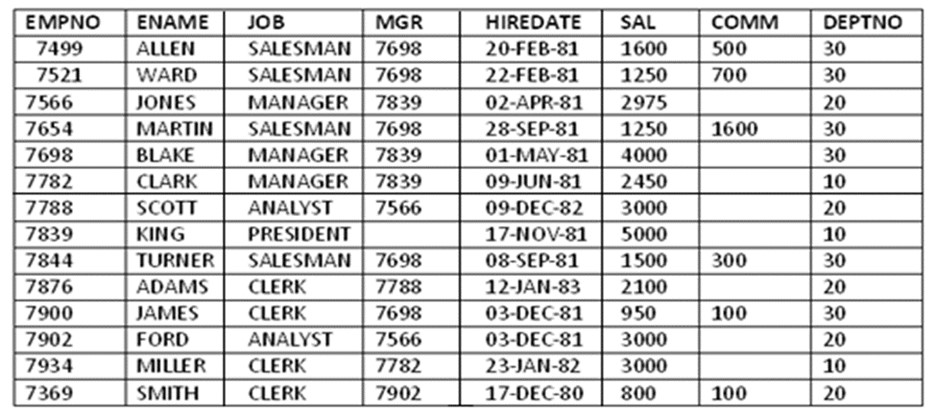 EMPNO ENAME JOB MGR HIREDATE SAL COMM DEPTNO
7499 ALLEN SALESMAN 7698 20-FEB-81 1600 500 30
7521 WARD SALESMAN 7698 22-FEB-81 1250 700 30
7566 JONES MANAGER 7839 02-APR-81 2975 20
7654 MARTIN SALESMAN 7698 28-SEP-81 1250 1600 30
7698 BLAKE MANAGER 7839 01-MAY-81 4000 30
7782 CLARK MANAGER 7839 09-JUN-81 2450 10
7788 SCOTT ANALYST 7566 09-DEC-82 3000 20
7839 KING PRESIDENT 17-NOV-81 5000 10
7844 TURNER SALESMAN 7698 08-SEP-81 1500 300 30
7876 ADAMS CLERK 7788 12-JAN-83 2100 20
7900 JAMES CLERK 7698 03-DEC-81 950 100 30
7902 FORD ANALYST 7566 03-DEC-81 3000 20
7934 MILLER CLERK 7782 23-JAN-82 3000 10
7369 SMITH CLERK 7902 17-DEC-80 800 100 20